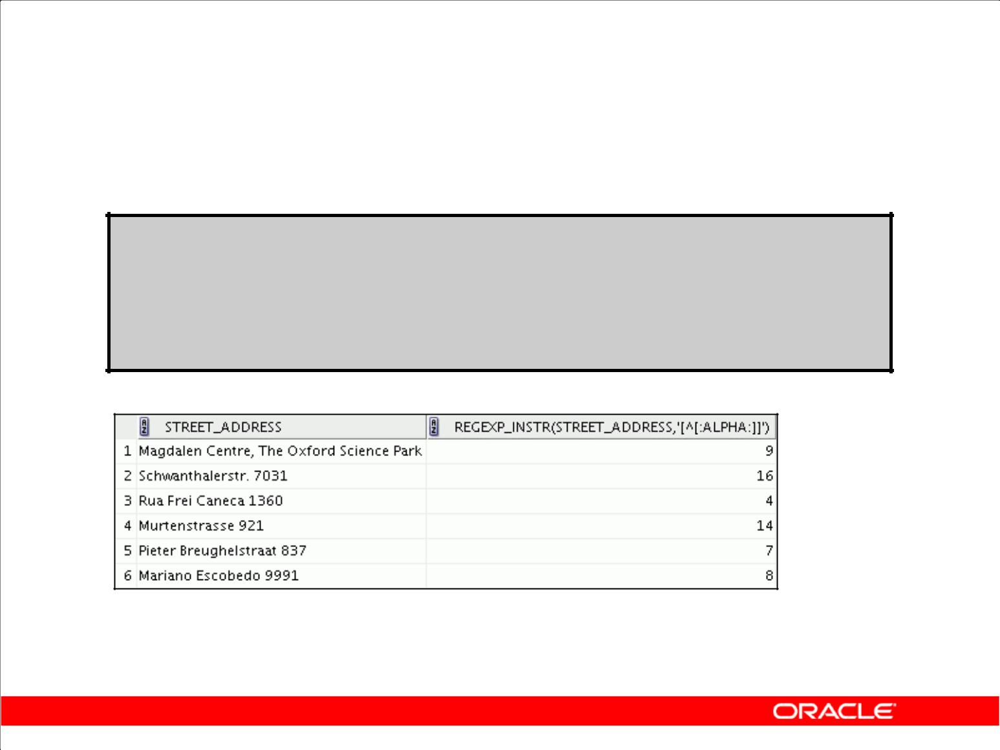 STREET_ADDRESS REGEXP_INSTR(STREET_ADDRESS,'[^[:ALPHA:]]')
1 Magdalen Centre, The Oxford Science Park 9
2 Schwanthalerstr. 7031 16
3 Rua Frei Caneca 1360 4
4 Murtenstrasse 921 14
5 Pieter Breughelstraat 837 7
6 Mariano Escobedo 9991 8
ORACLE